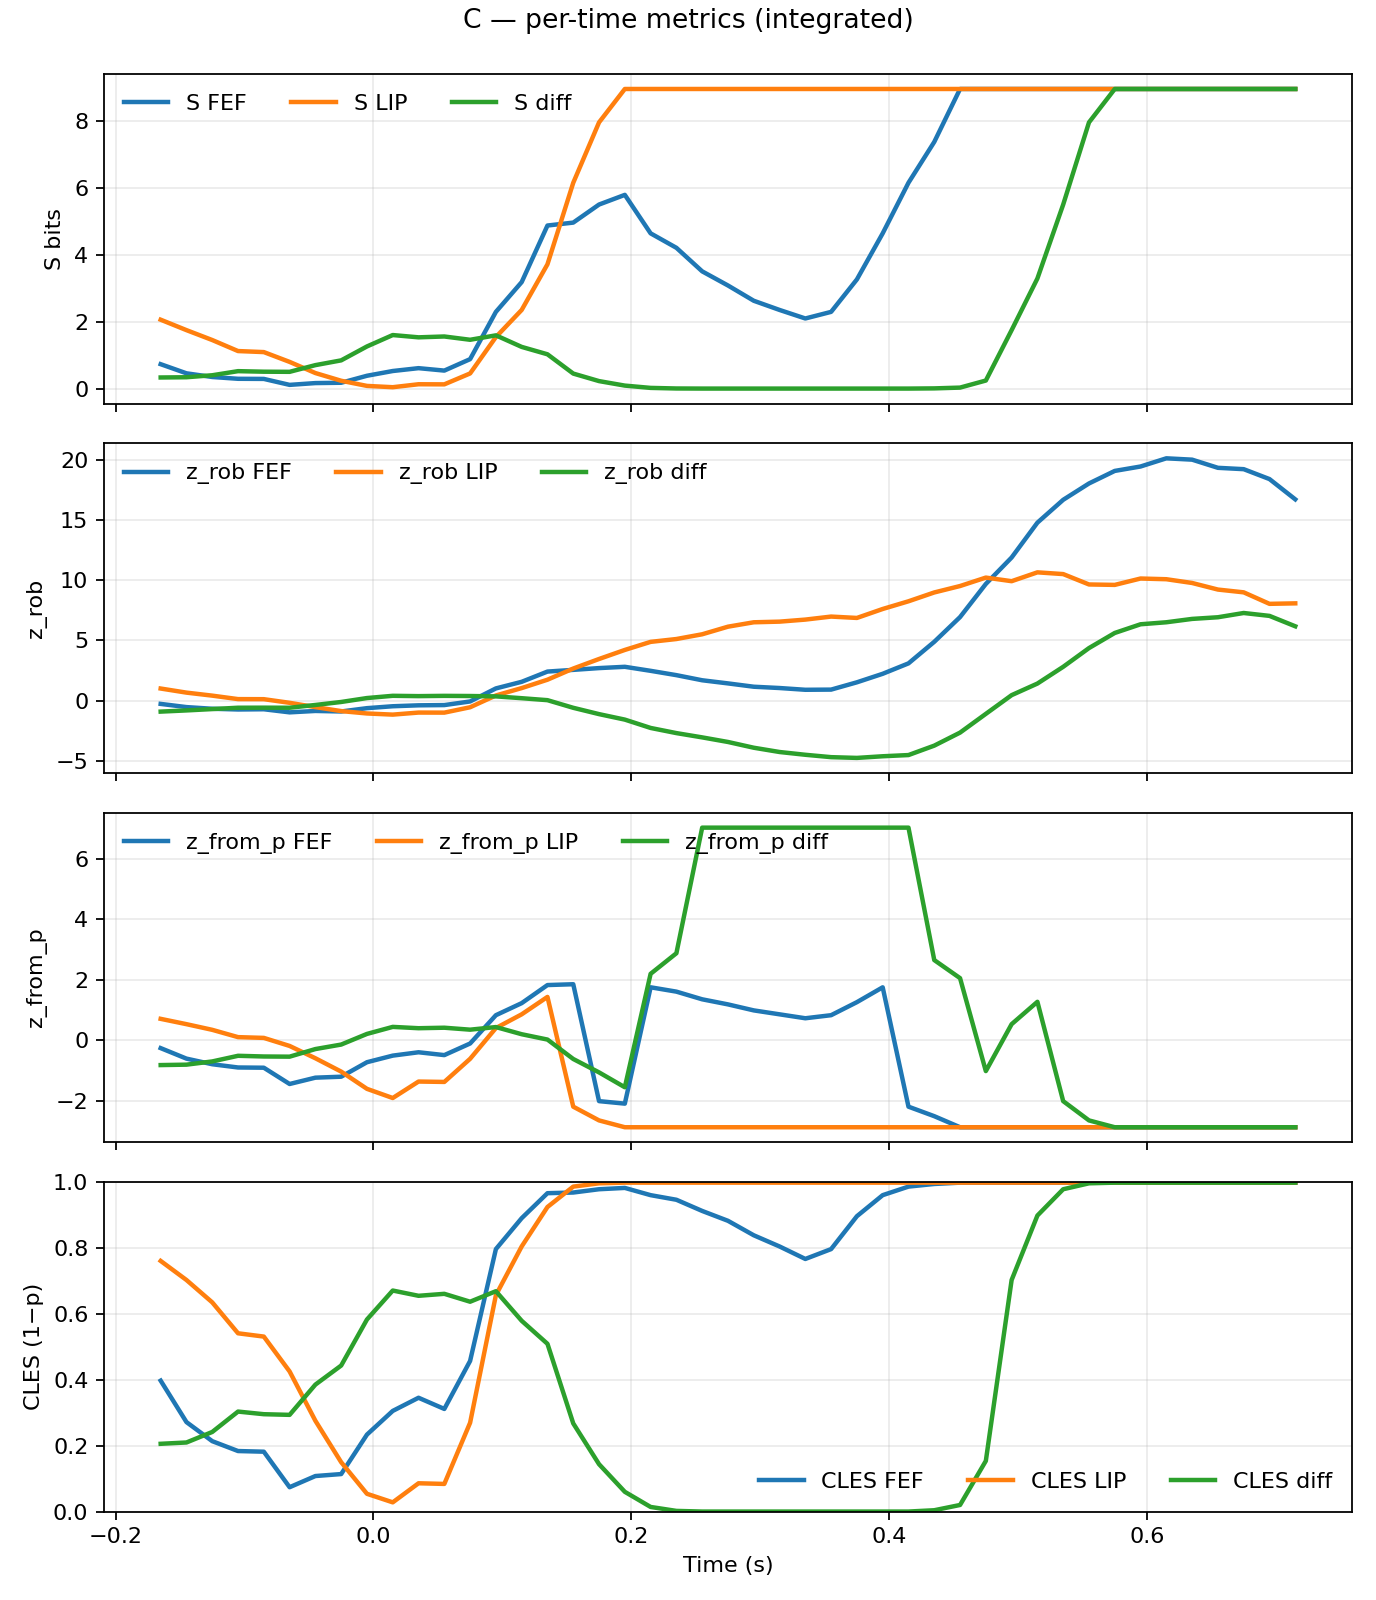 C — per-time metrics (integrated)
S FEF S LIP S diff
8
6
4
2
0
S bits
z_rob FEF z_rob LIP z_rob diff
20
15
10
5
0
−5
z_rob
z_from_p FEF z_from_p LIP z_from_p diff
6
4
2
0
−2
z_from_p
1.0
0.8
0.6
0.4
0.2
0.0
CLES (1−p)
CLES FEF CLES LIP CLES diff
−0.2 0.0 0.2 0.4 0.6
Time (s)